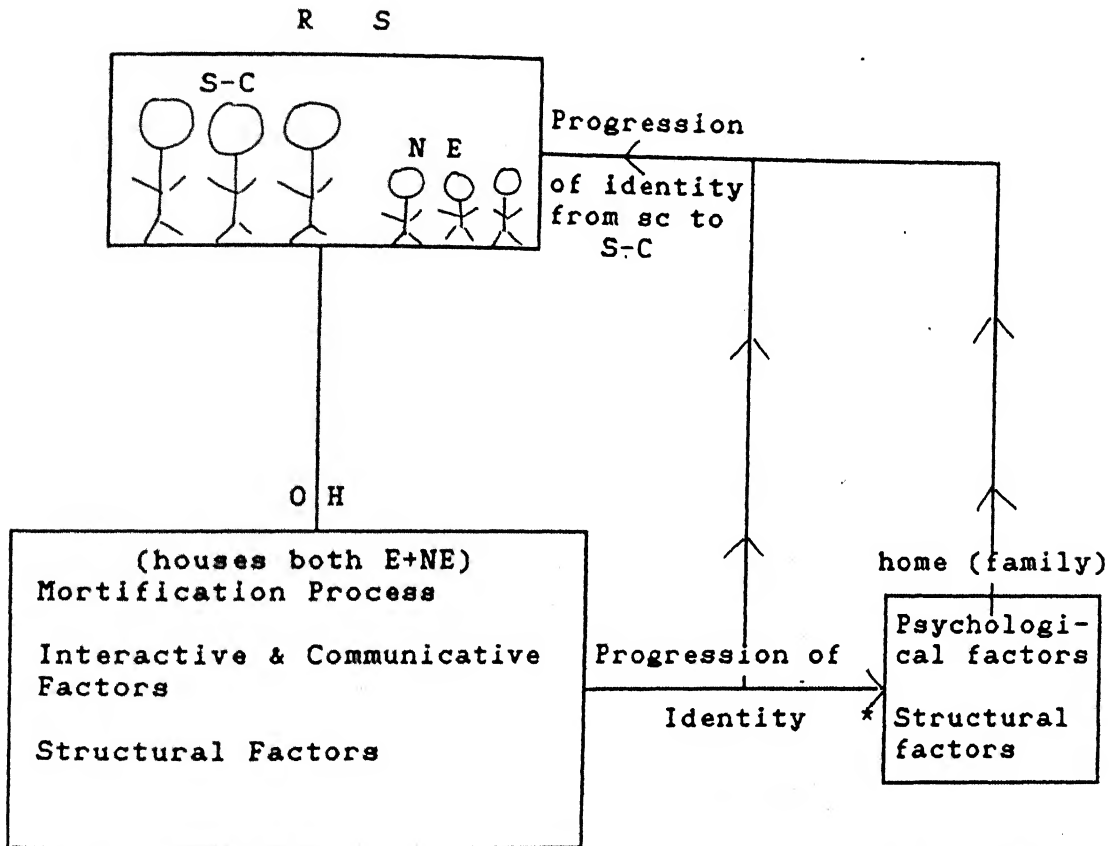 R S
S-C
N E
Progression
of identity
from sc to
S-C
O H
(houses both E+NE)
Mortification Process
Interactive & Communicative
Factors
Structural Factors
Progression of
Identity
home (family)
Psychologi-
cal factors
* Structural
factors